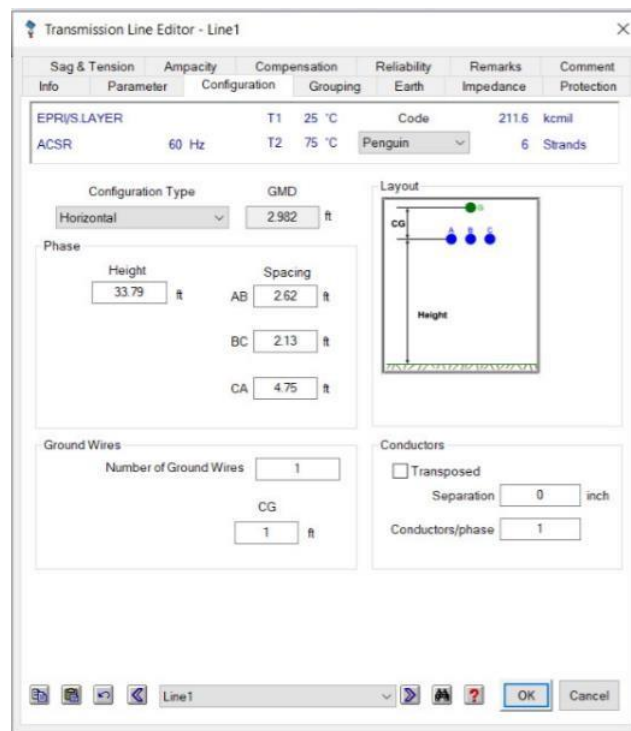 Transmission Line Editor - Line1
Sag & Tension Ampacity Compensation Reliability Remarks Comment
Info Parameter Configuration Grouping Earth Impedance Protection
EPRI/S.LAYER T1 25 °C Code 211.6 kcmil
ACSR 60 Hz T2 75 °C Penguin 6 Strands
Configuration Type GMD
Horizontal 2.982 ft
Layout
G
CG
A B C
Height
Phase
Height Spacing
33.79 ft AB 2.62 ft
BC 2.13 ft
CA 4.75 ft
Ground Wires
Number of Ground Wires 1
CG
1 ft
Conductors
Transposed
Separation 0 inch
Conductors/phase 1
Line1 ? OK Cancel